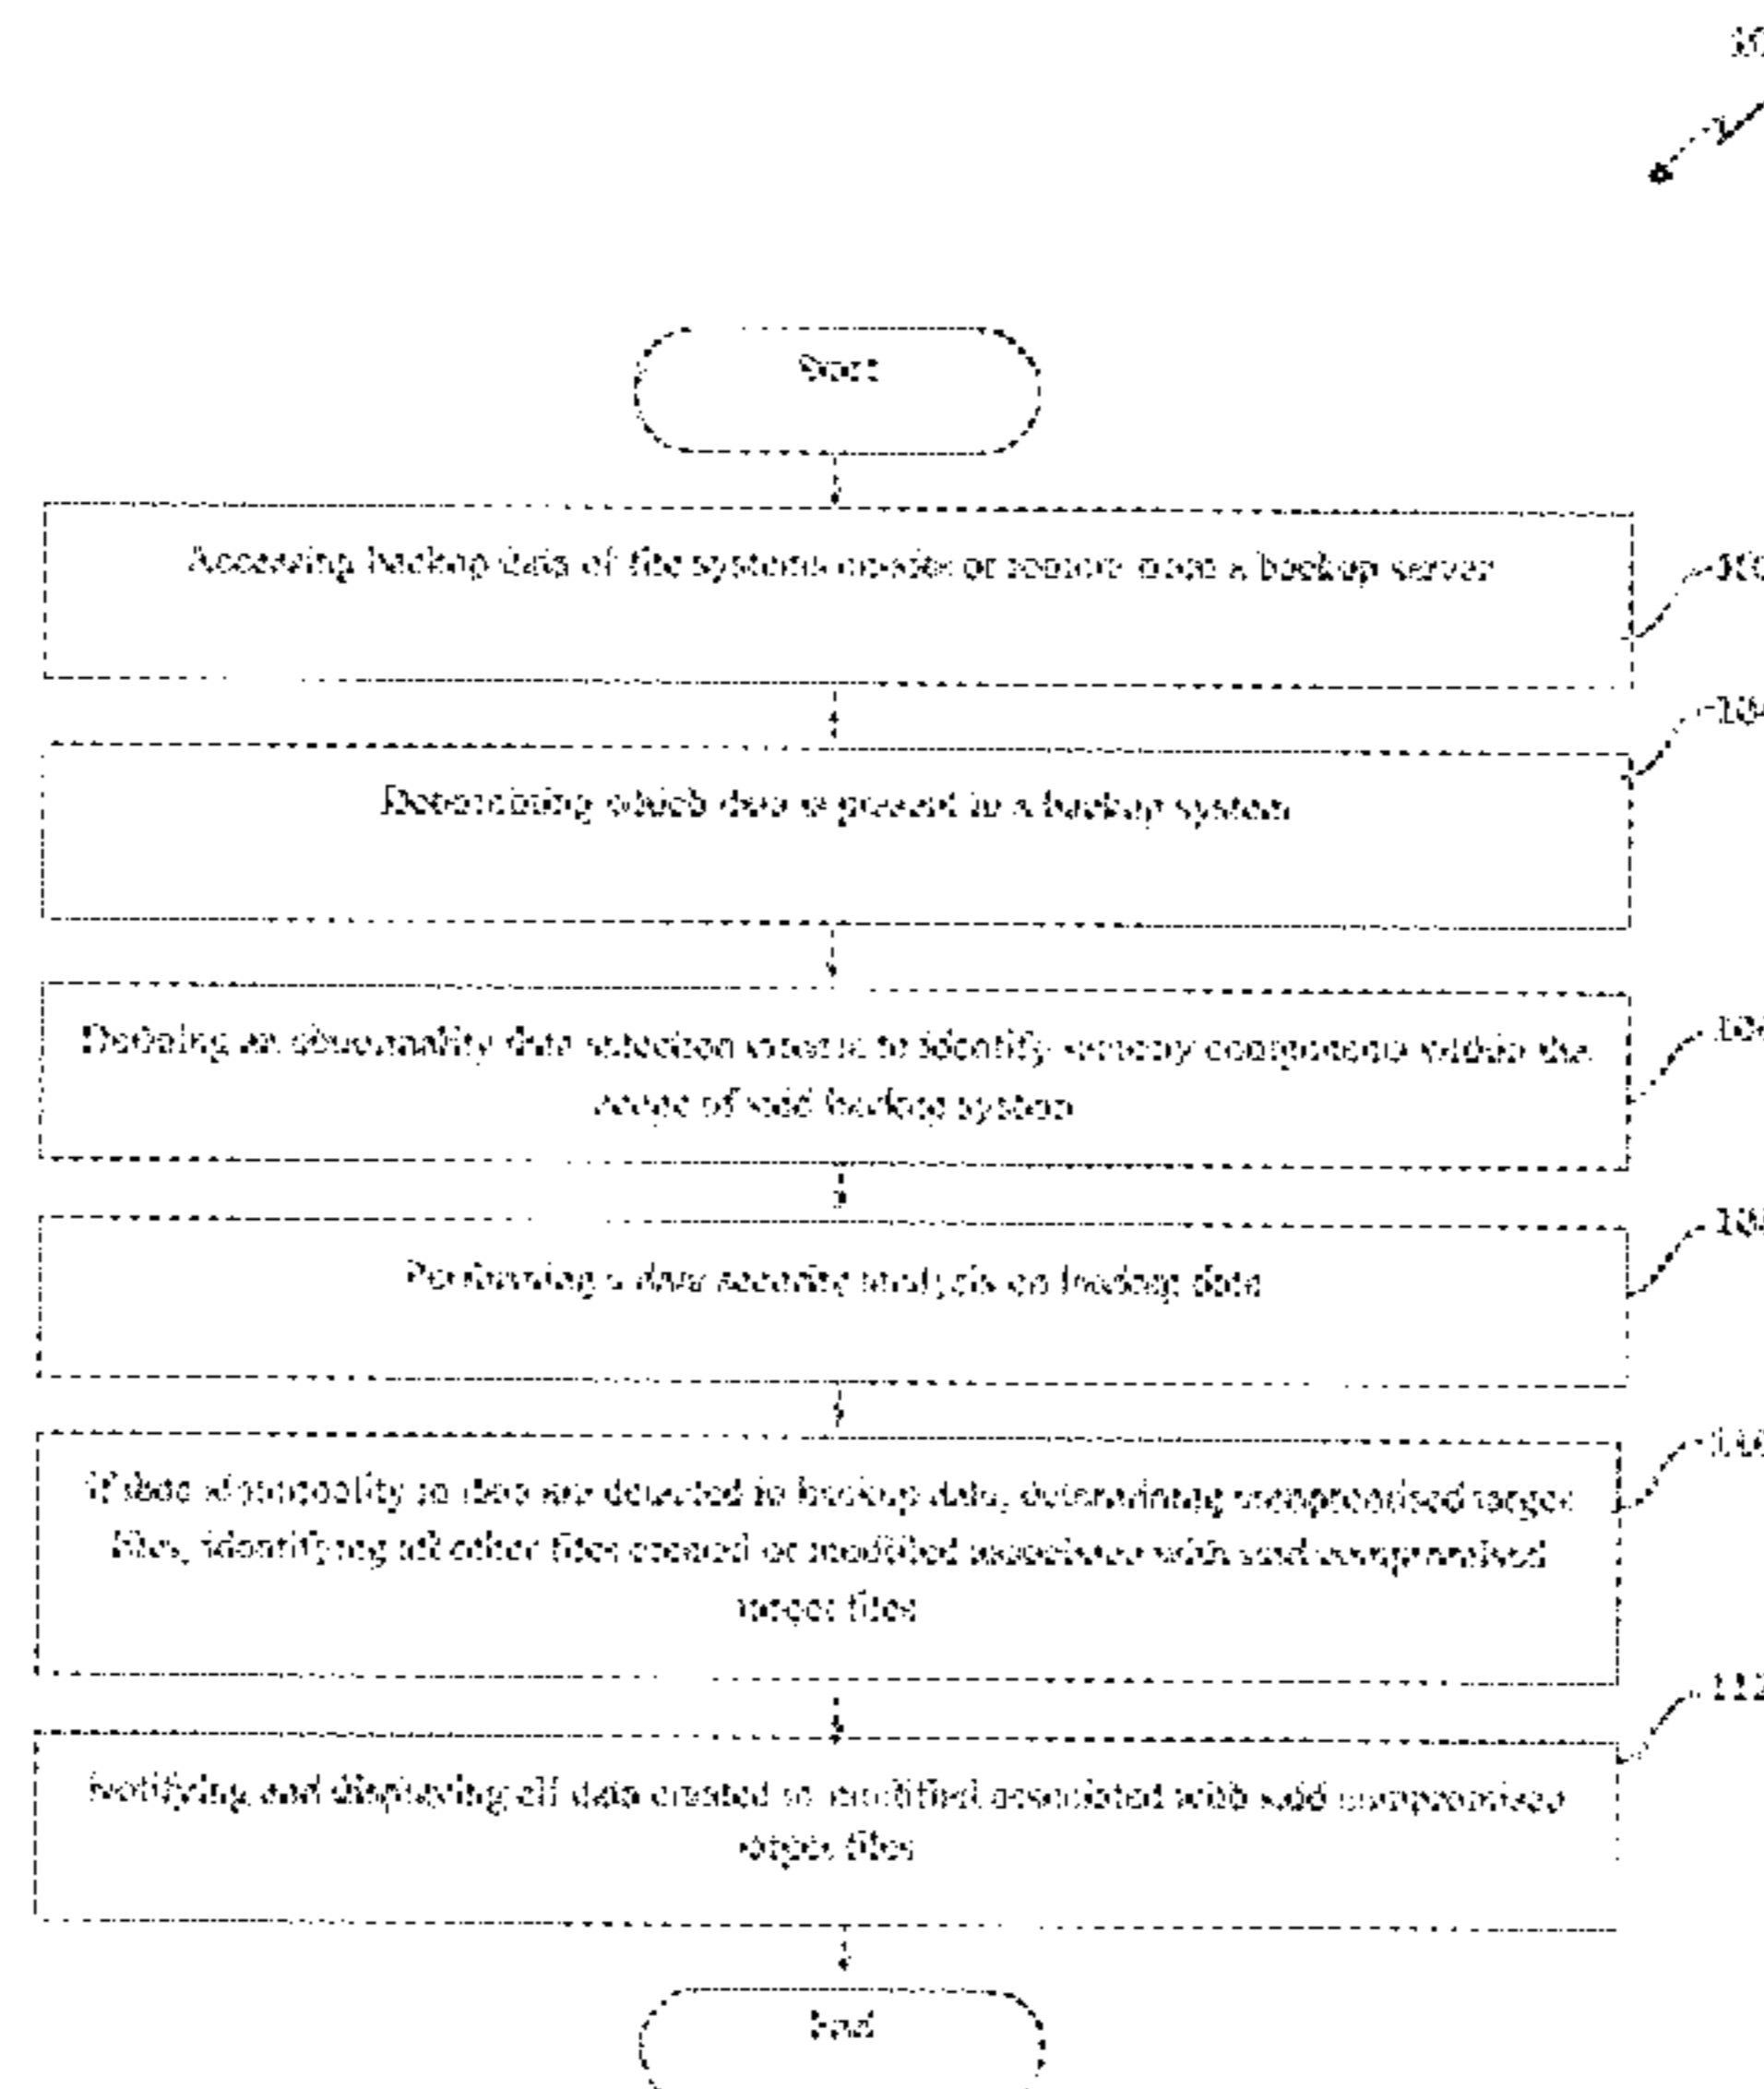 Start
Accessing backup data of file systems onsite or remote from a backup server
Determining which data is present in a backup system
104
Defining an abnormality data selection criteria to identify security components within the
scope of said backup system
Performing a data security analysis on backup data
If data abnormality in data are detected in backup data, determining compromised target
files, identifying all other files created or modified associated with said compromised
target files
112
Notifying and displaying all data created or modified associated with said compromised
target files
End